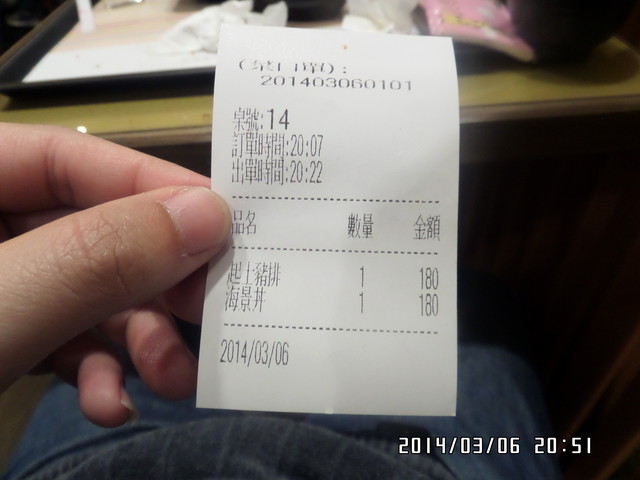 201403060101
桌號:14
訂單時間:20:07
出單時間:20:22
品名 數量 金額
起士豬排 1 180
海景丼 1 180
2014/03/06
2014/03/06 20:51